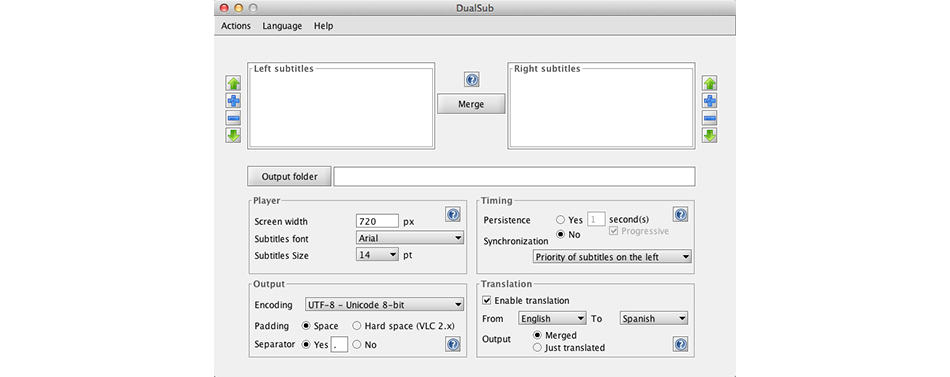 DualSub
Actions Language Help
Left subtitles Right subtitles
Merge
Output folder
Player
Screen width 720 px
Subtitles font Arial
Subtitles Size 14 pt
Timing
Persistence Yes 1 second(s)
No Progressive
Synchronization
Priority of subtitles on the left
Output
Encoding UTF-8 - Unicode 8-bit
Padding Space Hard space (VLC 2.x)
Separator Yes . No
Translation
Enable translation
From English To Spanish
Output Merged
Just translated